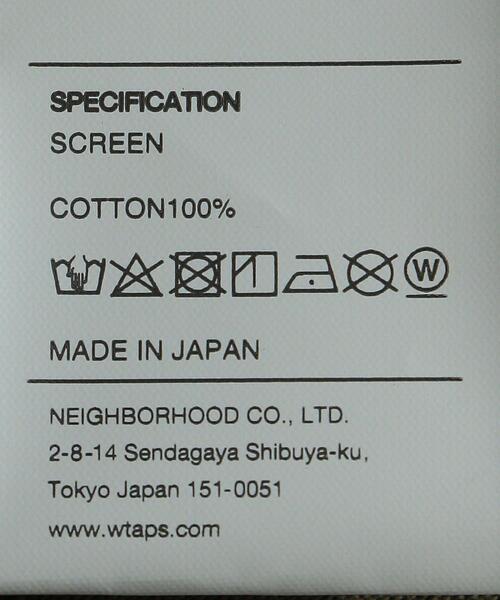 SPECIFICATION
SCREEN
COTTON100%
W
MADE IN JAPAN
NEIGHBORHOOD CO., LTD.
2-8-14 Sendagaya Shibuya-ku,
Tokyo Japan 151-0051
www.wtaps.com